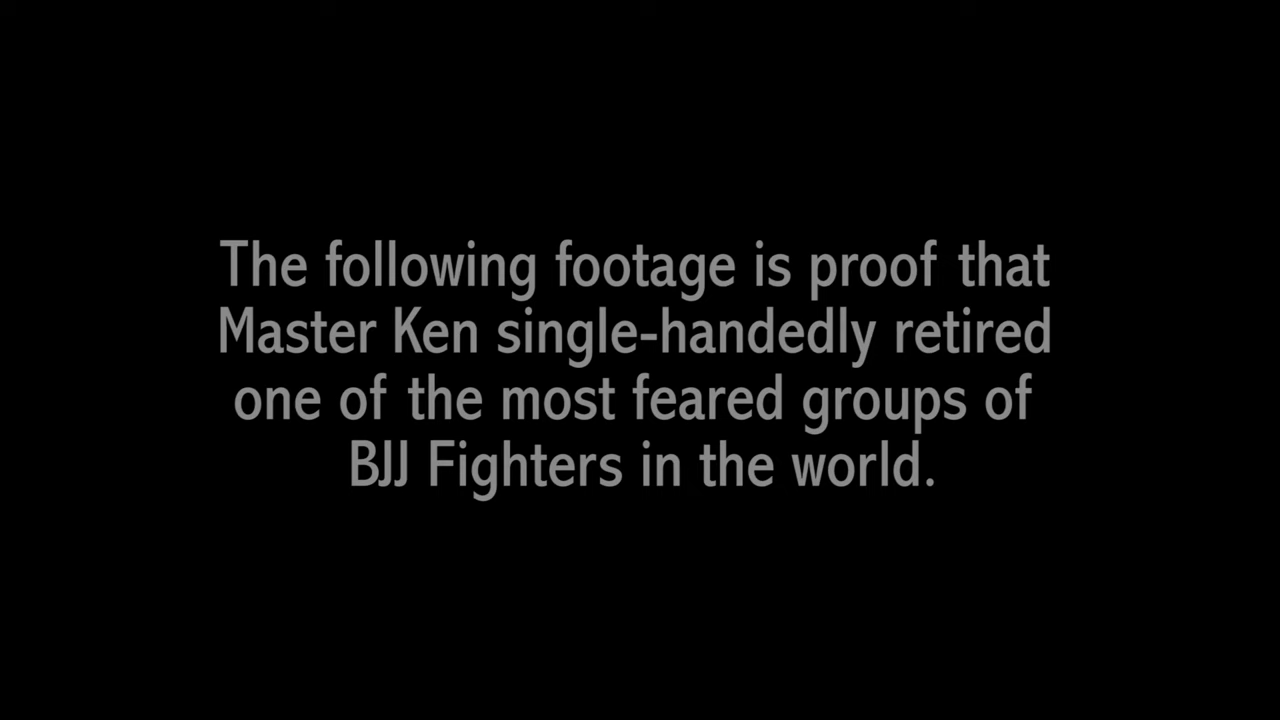 The following footage is proof that
Master Ken single-handedly retired
one of the most feared groups of
BJJ Fighters in the world.